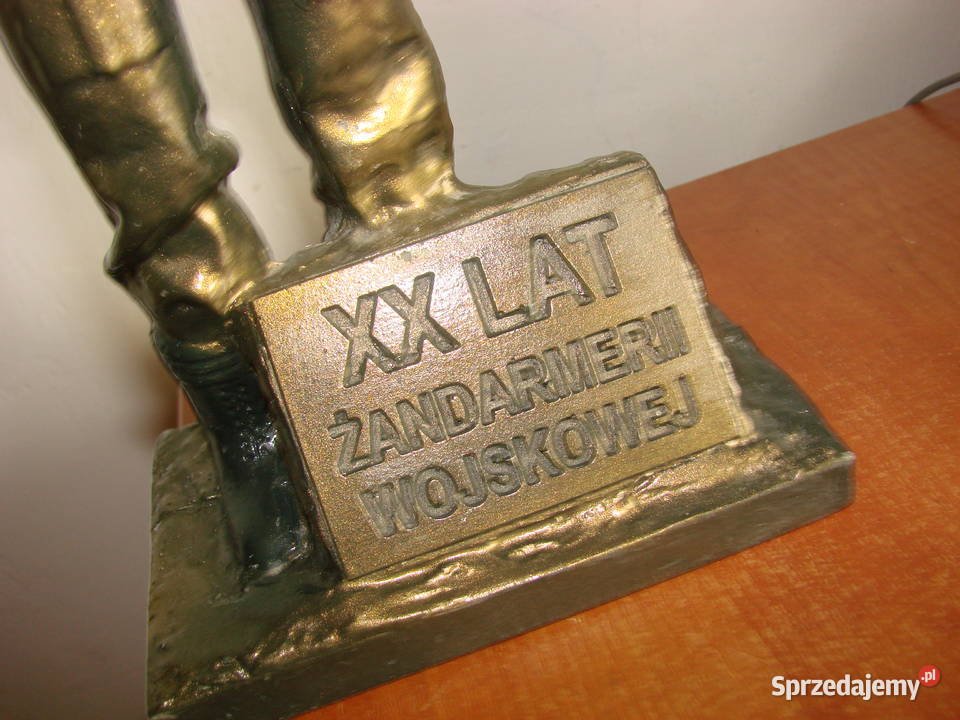 XX LAT
ŻANDARMERII
WOJSKOWEJ
Sprzedajemy.pl